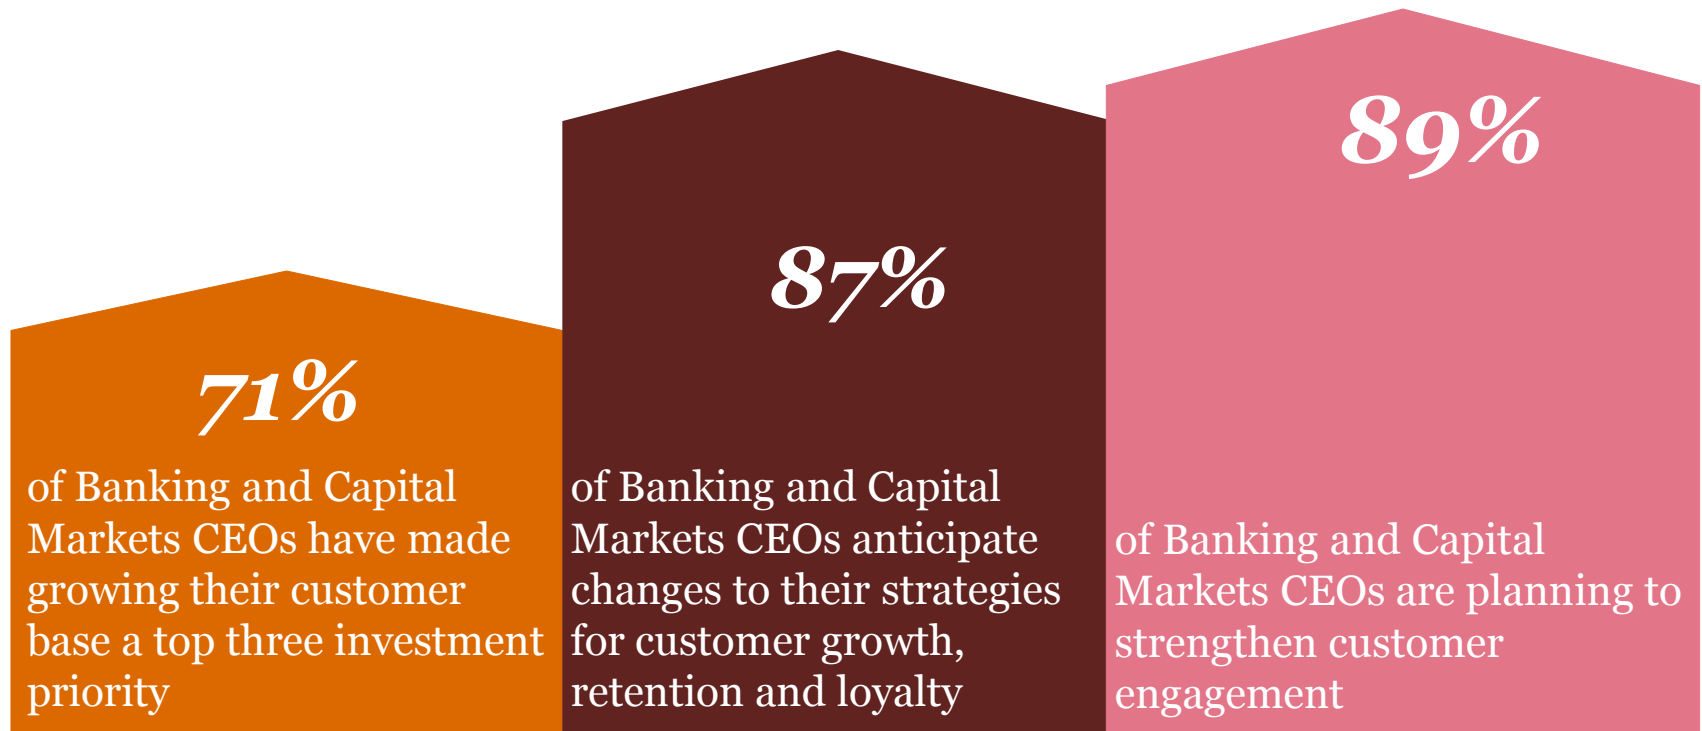 71%
of Banking and Capital
Markets CEOs have made
growing their customer
base a top three investment
priority
87%
of Banking and Capital
Markets CEOs anticipate
changes to their strategies
for customer growth,
retention and loyalty
89%
of Banking and Capital
Markets CEOs are planning to
strengthen customer
engagement